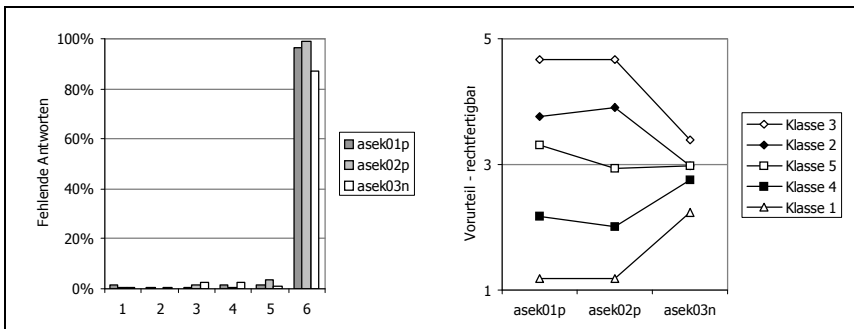 Fehlende Antworten
100%
80%
60%
40%
20%
0%
1 2 3 4 5 6
asek01p
asek02p
asek03n
Vorurteil - rechtfertigbar
5
3
1
asek01p asek02p asek03n
Klasse 3
Klasse 2
Klasse 5
Klasse 4
Klasse 1